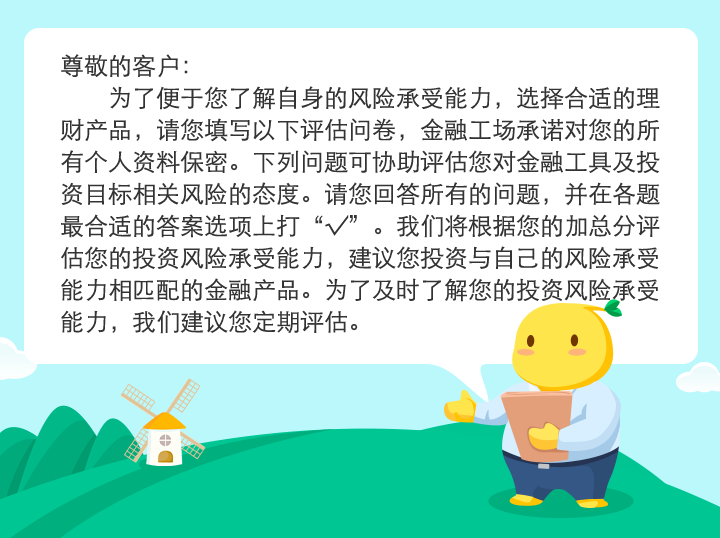 尊敬的客户：
为了便于您了解自身的风险承受能力，选择合适的理
财产品，请您填写以下评估问卷，金融工场承诺对您的所
有个人资料保密。下列问题可协助评估您对金融工具及投
资目标相关风险的态度。请您回答所有的问题，并在各题
最合适的答案选项上打“√”。我们将根据您的加总分评
估您的投资风险承受能力，建议您投资与自己的风险承受
能力相匹配的金融产品。为了及时了解您的投资风险承受
能力，我们建议您定期评估。